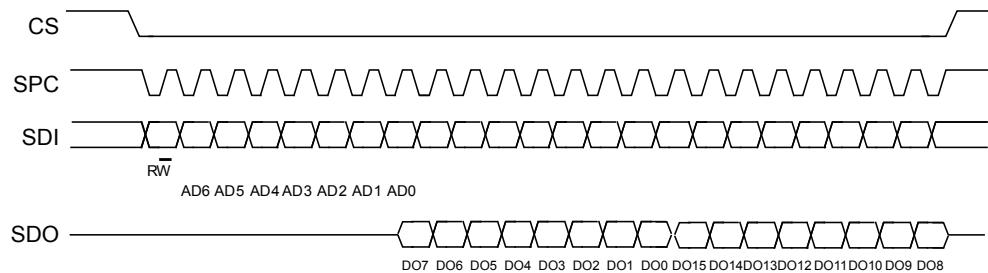 CS
SPC
SDI
RW
AD6 AD5 AD4 AD3 AD2 AD1 AD0
SDO
DO7 DO6 DO5 DO4 DO3 DO2 DO1 DO0 DO15 DO14 DO13 DO12 DO11 DO10 DO9 DO8